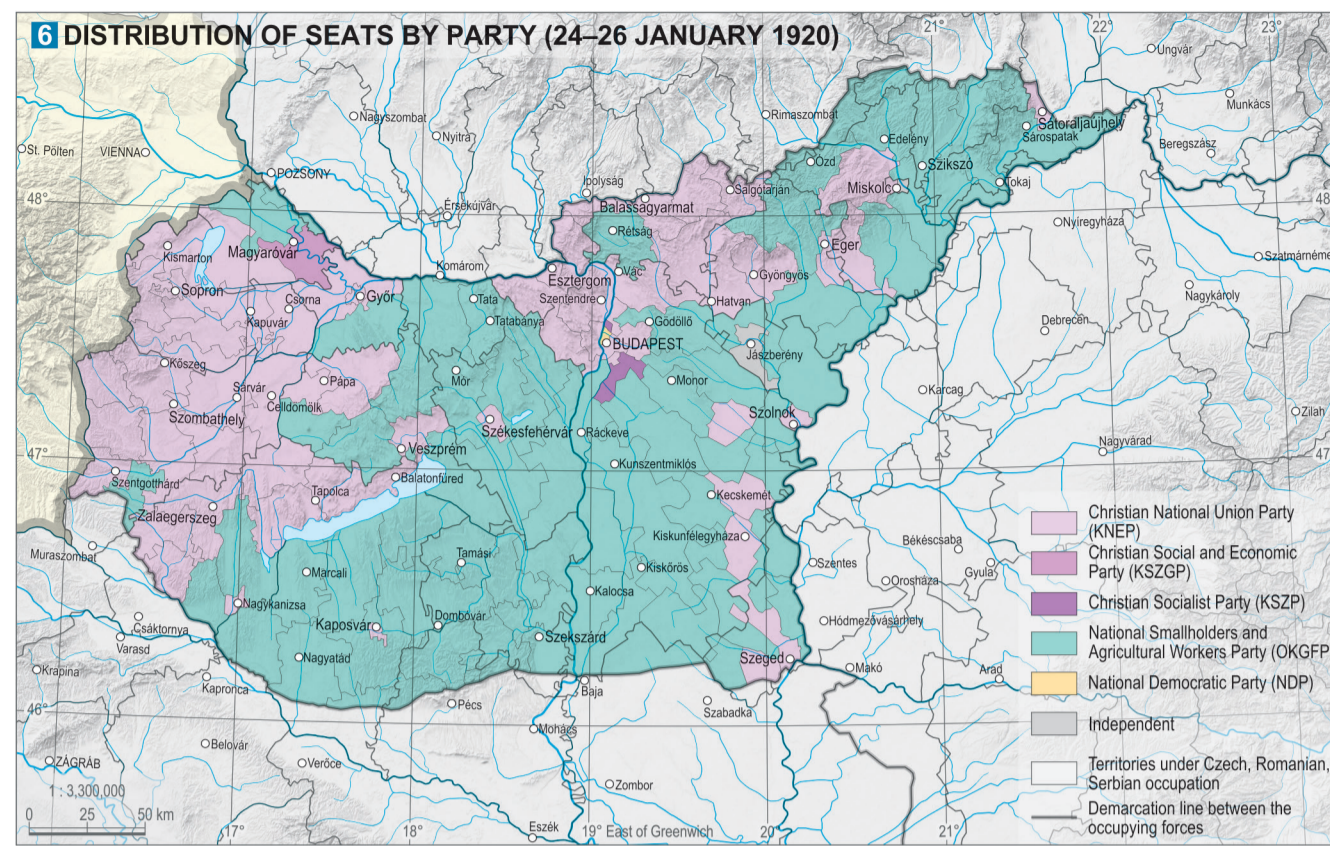 6 DISTRIBUTION OF SEATS BY PARTY (24–26 JANUARY 1920)
21°
22°
23°
Ungvár
Munkács
Nagyszombat
Rimaszombat
Nyitra
Edelény
Sátoraljaújhely
Sárospatak
Beregszász
St. Pölten
VIENNA
Ózd
Szikszó
POZSONY
Ipolyság
Salgótarján
Miskolc
Tokaj
48°
48
Érsekújvár
Balassagyarmat
Nyíregyháza
Rétság
Magyaróvár
Eger
Kismarton
Szatmárnéme
Komárom
Vác
Gyöngyös
Esztergom
Sopron
Csorna
Győr
Tata
Szentendre
Hatvan
Nagykároly
Kapuvár
Tatabánya
Gödöllő
Debrecen
BUDAPEST
Jászberény
Kőszeg
Mór
Monor
Pápa
Sárvár
Karcag
Celldömölk
Szombathely
Szolnok
Zilah
Székesfehérvár
Ráckeve
Nagyvárad
Veszprém
47°
Kunszentmiklós
Szentgotthárd
Balatonfüred
Tapolca
Kecskemét
Zalaegerszeg
Kiskunfélegyháza
Békéscsaba
Muraszombat
Tamási
Kiskőrös
Szentes
Gyula
Marcali
Orosháza
Kalocsa
Nagykanizsa
Csáktornya
Kaposvár
Dombóvár
Hódmezővásárhely
Varasd
Szekszárd
Nagyatád
Szeged
Makó
Arad
Krapina
Kapronca
Baja
46°
Pécs
Szabadka
Mohács
Belovár
ZÁGRÁB
Verőce
Zombor
Eszék
1 : 3,300,000
0 25 50 km
17°
18°
19° East of Greenwich
20°
21°
Christian National Union Party
(KNEP)
Christian Social and Economic
Party (KSZGP)
Christian Socialist Party (KSZP)
National Smallholders and
Agricultural Workers Party (OKGFP
National Democratic Party (NDP)
Independent
Territories under Czech, Romanian,
Serbian occupation
Demarcation line between the
occupying forces